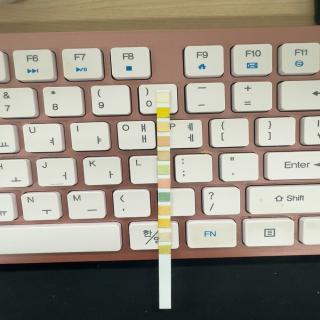 F6 F7 F8 F9 F10 F11
& * ( ) _ +
7 8 9 0 - =
U ㅕ I ㅑ O ㅐ P ㅔ { }
[ ]
J ㅓ K ㅏ L ㅣ : "
; '
Enter
N ㅜ M ㅡ <
, Shift
한/영 FN